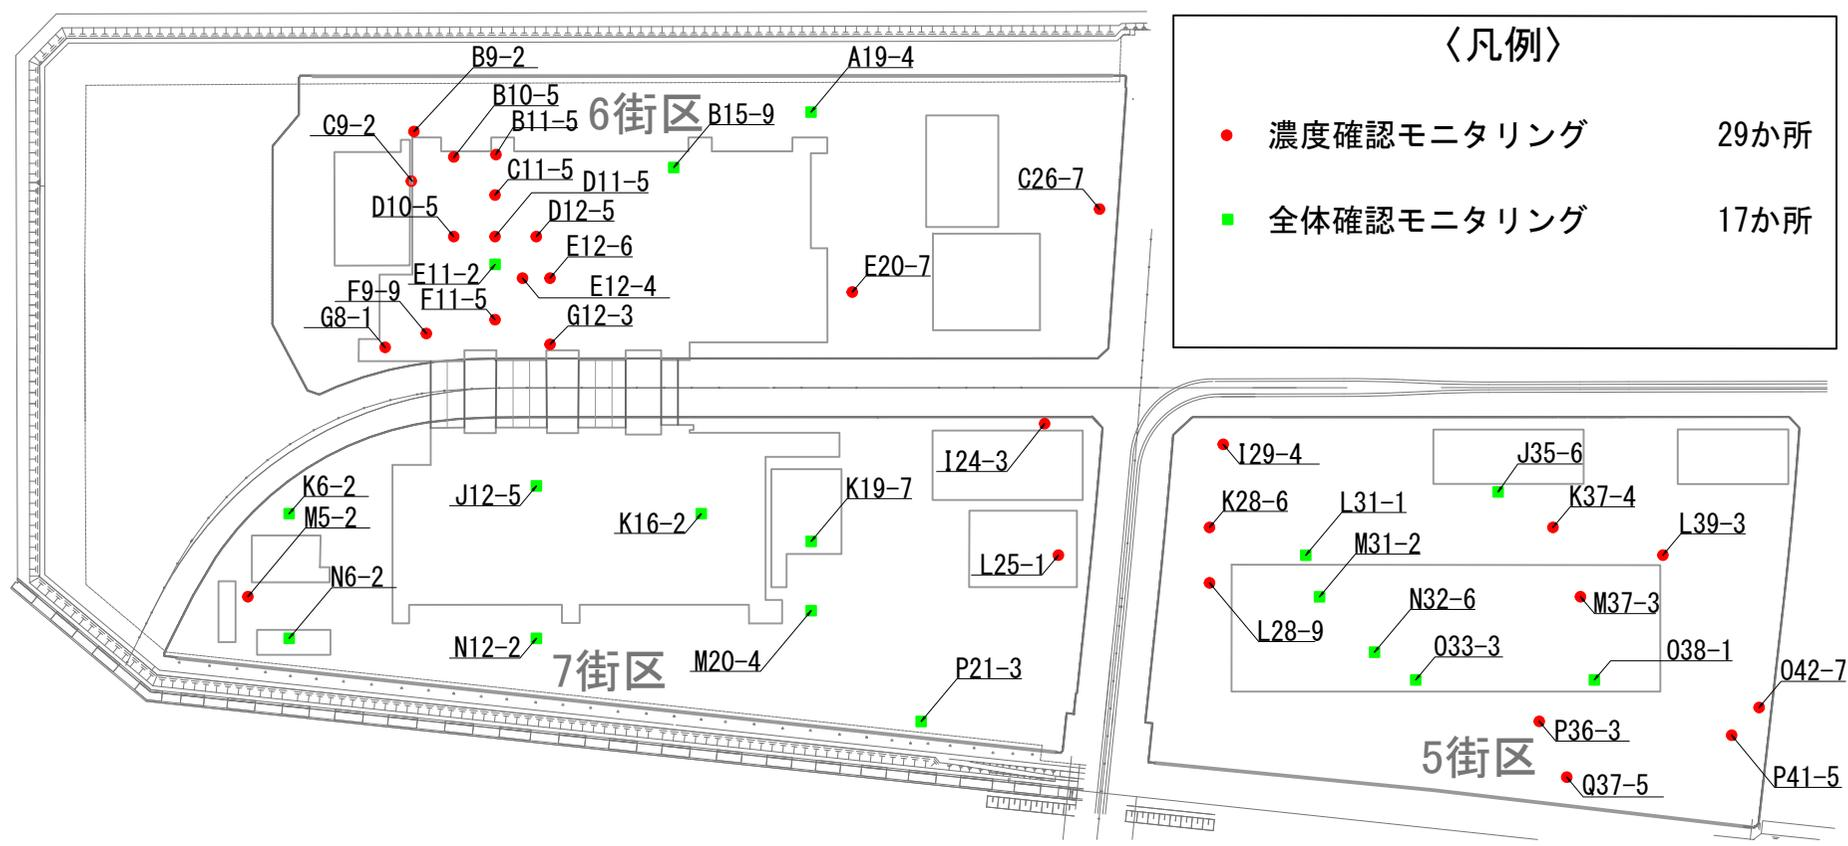 〈凡例〉
濃度確認モニタリング 29か所
全体確認モニタリング 17か所
B9-2
A19-4
B10-5
6街区
B11-5
B15-9
C9-2
C11-5
D11-5
C26-7
D10-5
D12-5
E12-6
E11-2
E20-7
E12-4
F9-9
F11-5
G8-1
G12-3
I24-3
I29-4
J35-6
K6-2
J12-5
K19-7
K28-6
L31-1
K37-4
M5-2
K16-2
L39-3
M31-2
L25-1
N6-2
N32-6
M37-3
L28-9
N12-2
M20-4
O33-3
O38-1
7街区
P21-3
O42-7
P36-3
5街区
Q37-5
P41-5